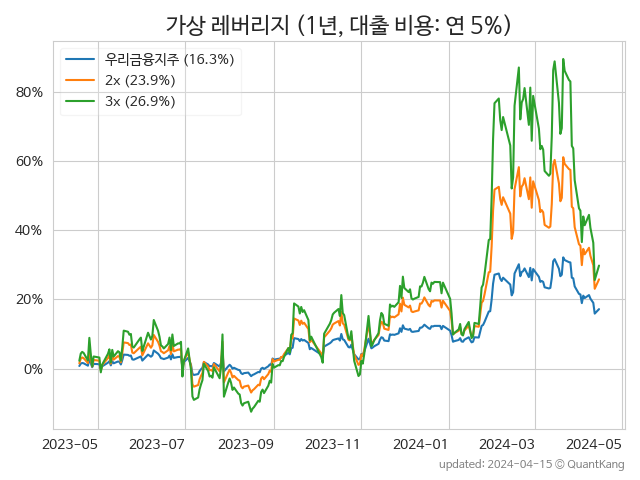 가상 레버리지 (1년, 대출 비용: 연 5%)
우리금융지주 (16.3%)
2x (23.9%)
3x (26.9%)
80%
60%
40%
20%
0%
2023-05 2023-07 2023-09 2023-11 2024-01 2024-03 2024-05
updated: 2024-04-15 © QuantKang